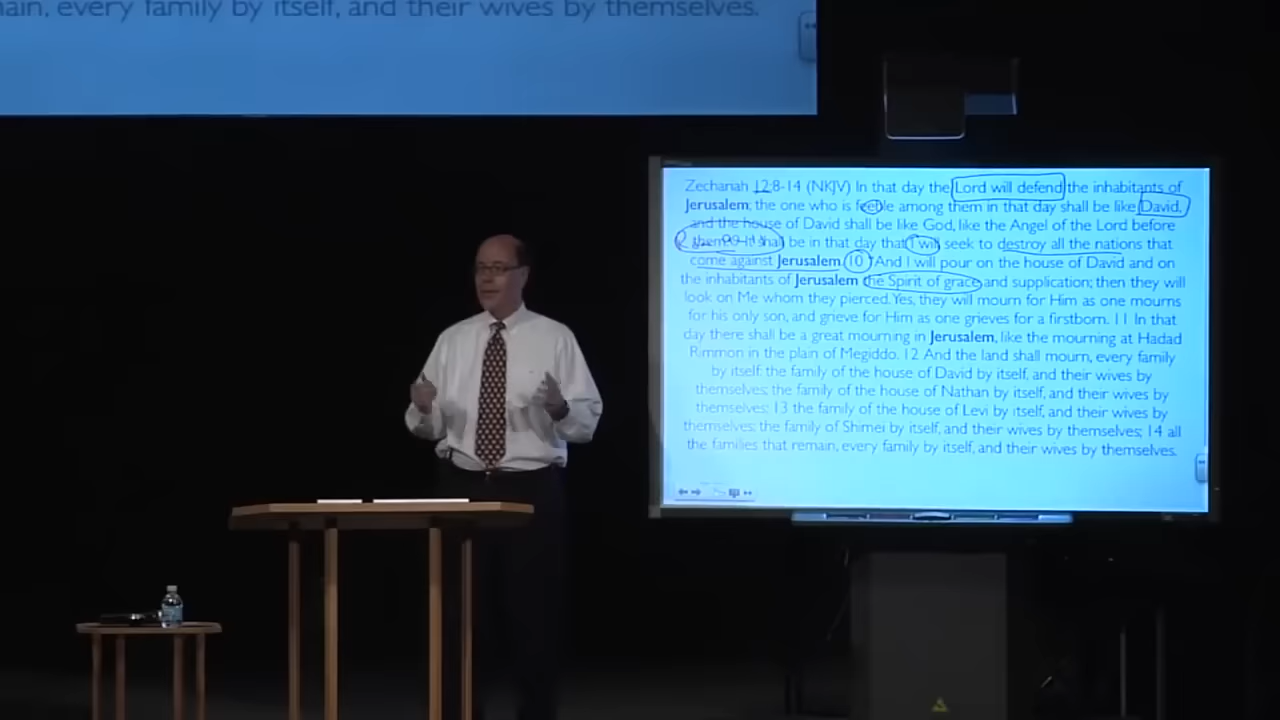 ain, every family by itself, and their wives by themselves.
Zechariah 12:8-14 (NKJV) In that day the Lord will defend the inhabitants of
Jerusalem; the one who is feeble among them in that day shall be like David,
and the house of David shall be like God, like the Angel of the Lord before
them. shall be in that day that I will seek to destroy all the nations that
come against Jerusalem. 10 "And I will pour on the house of David and on
the inhabitants of Jerusalem the Spirit of grace and supplication; then they will
look on Me whom they pierced. Yes, they will mourn for Him as one mourns
for his only son, and grieve for Him as one grieves for a firstborn. 11 In that
day there shall be a great mourning in Jerusalem, like the mourning at Hadad
Rimmon in the plain of Megiddo. 12 And the land shall mourn, every family
by itself: the family of the house of David by itself, and their wives by
themselves; the family of the house of Nathan by itself, and their wives by
themselves; 13 the family of the house of Levi by itself, and their wives by
themselves; the family of Shimei by itself, and their wives by themselves; 14 all
the families that remain, every family by itself, and their wives by themselves.